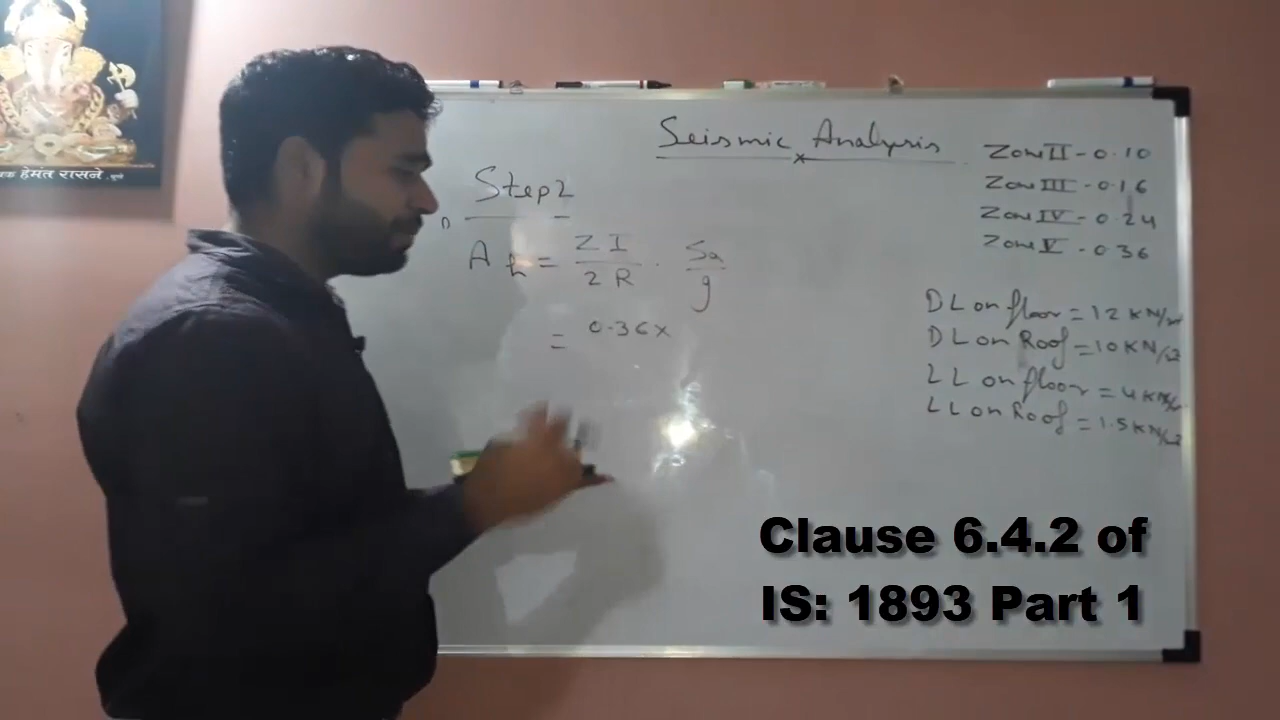 हेमंत रासने
Seismic Analysis
Step 2
1)
Ah = ZI/2R . Sa/g
= 0.36 x
Zone II - 0.10
Zone III - 0.16
Zone IV - 0.24
Zone V - 0.36
DL on floor = 12 KN/m2
DL on Roof = 10 KN/m2
LL on floor = 4 KN/m2
LL on Roof = 1.5 KN/m2
Clause 6.4.2 of
IS: 1893 Part 1